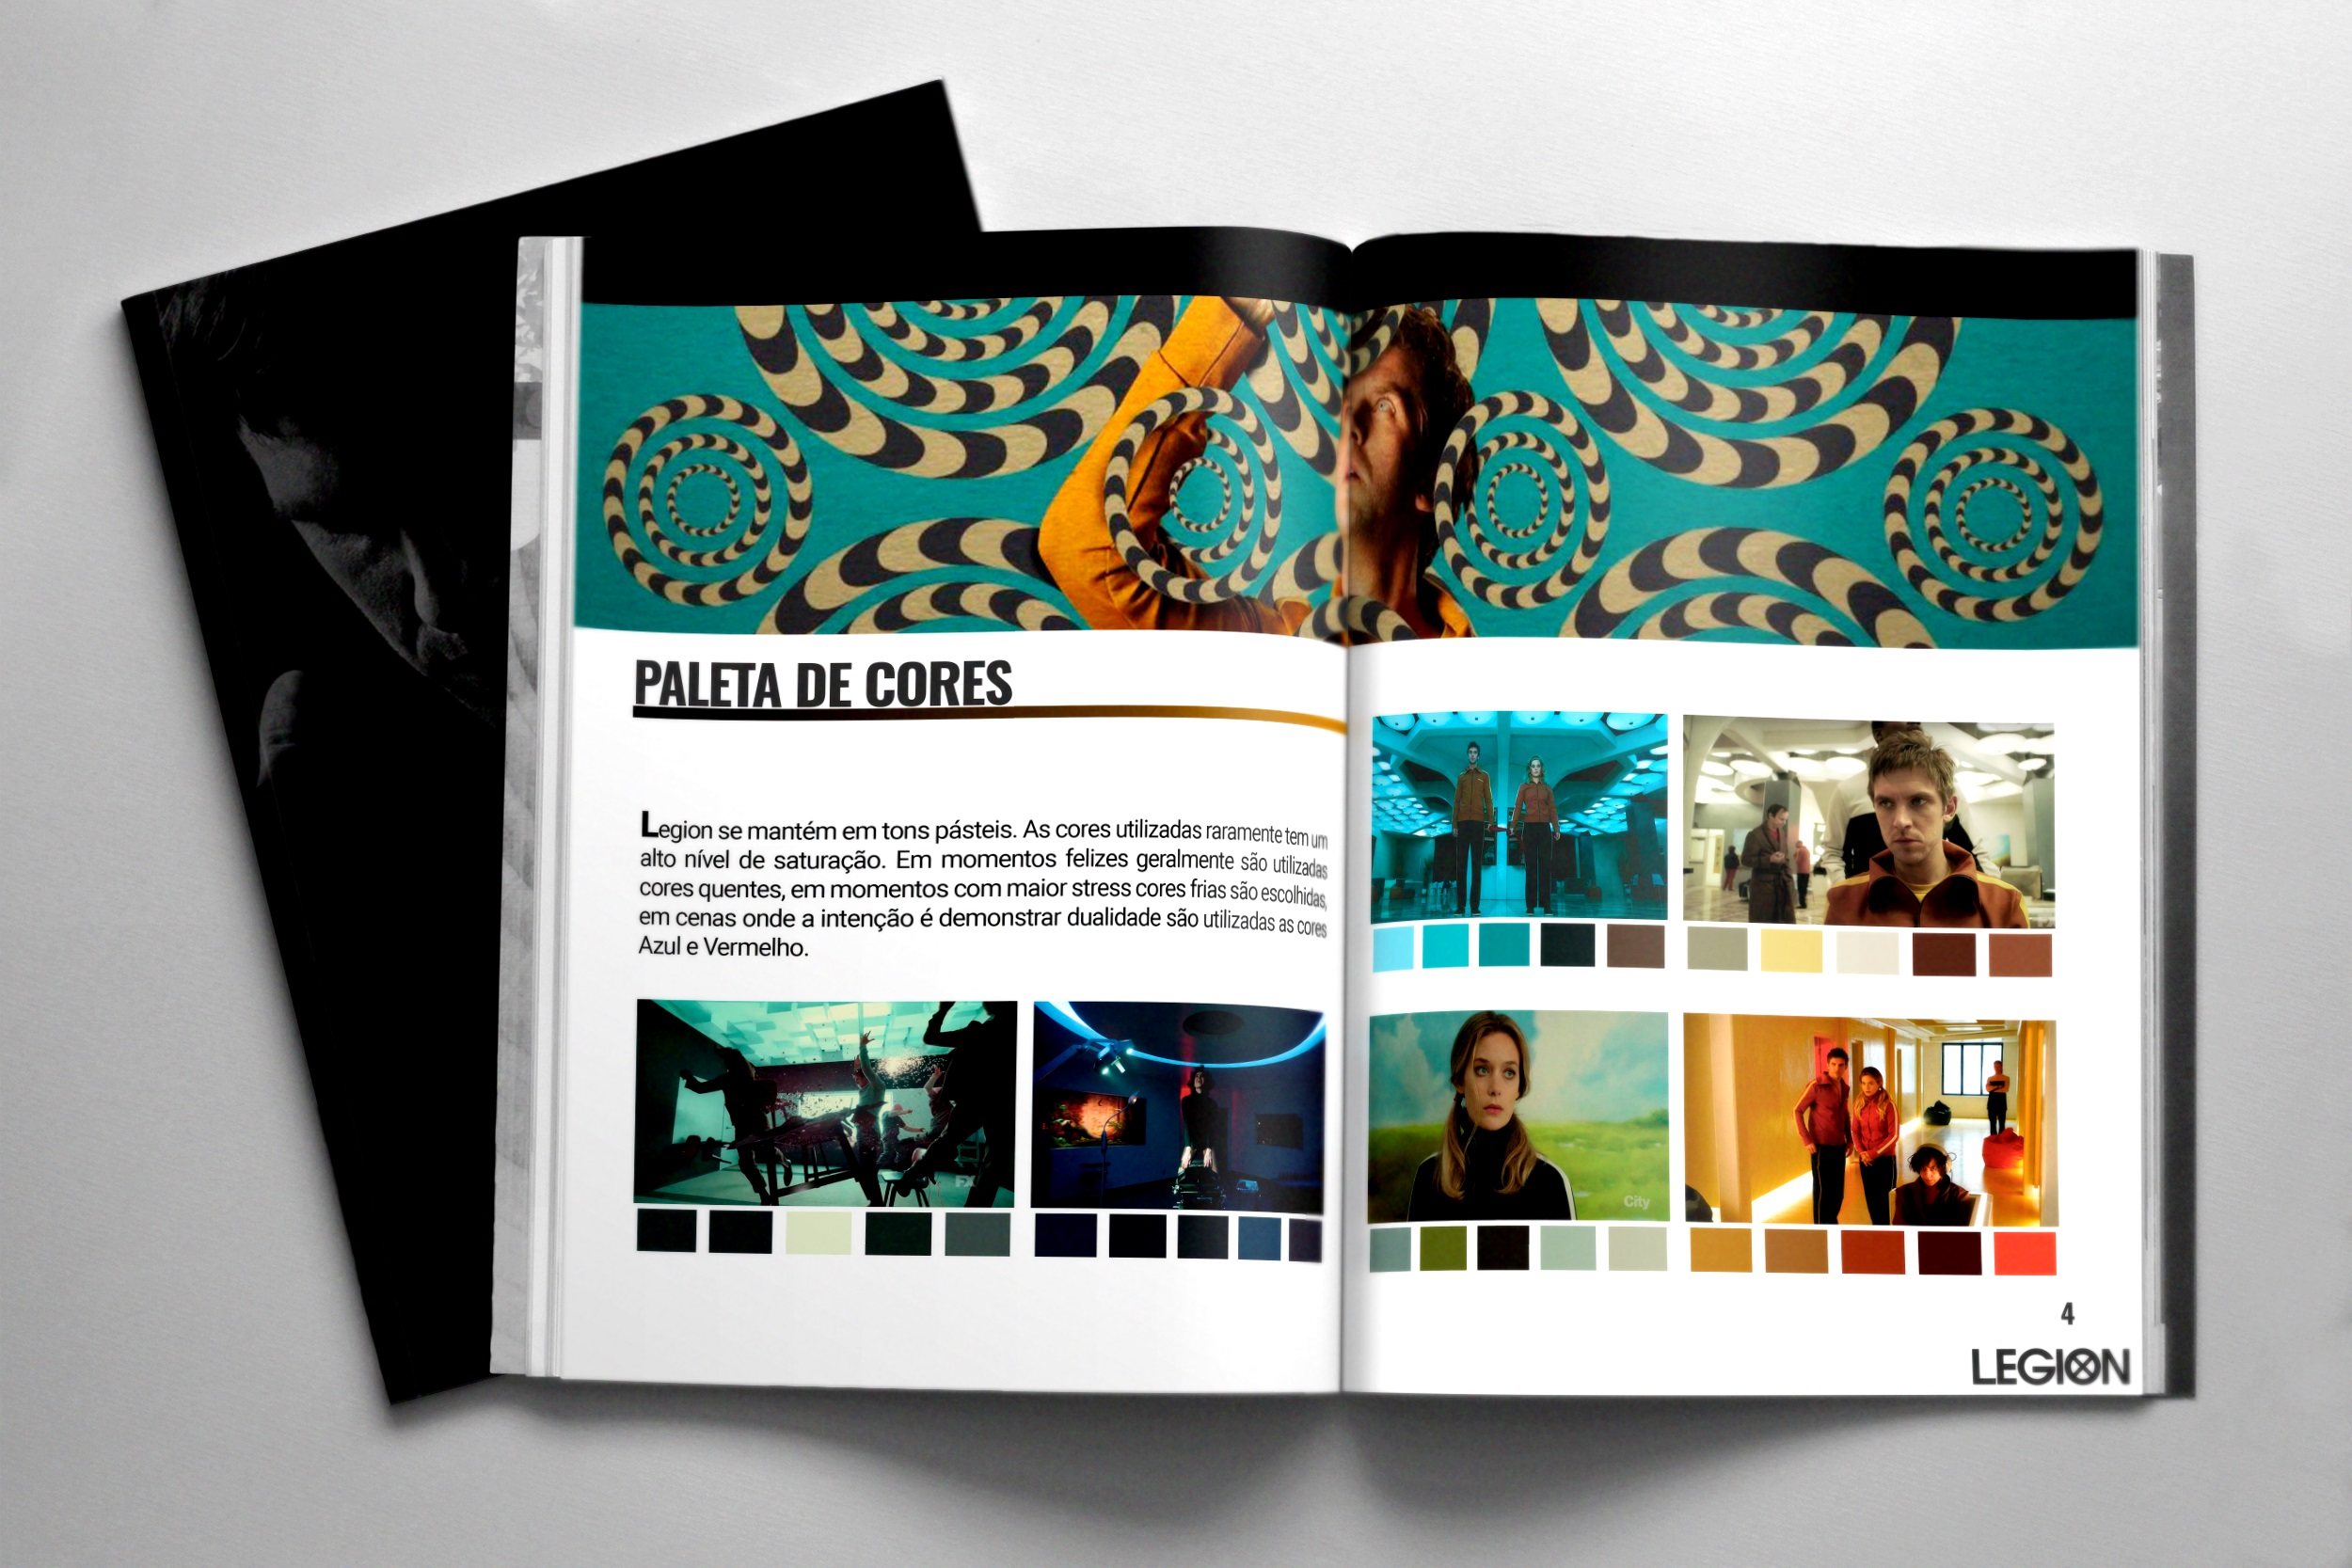 PALETA DE CORES
Legion se mantém em tons pásteis. As cores utilizadas raramente tem um
alto nível de saturação. Em momentos felizes geralmente são utilizadas
cores quentes, em momentos com maior stress cores frias são escolhidas,
em cenas onde a intenção é demonstrar dualidade são utilizadas as cores
Azul e Vermelho.
FX
City
4
LEGION